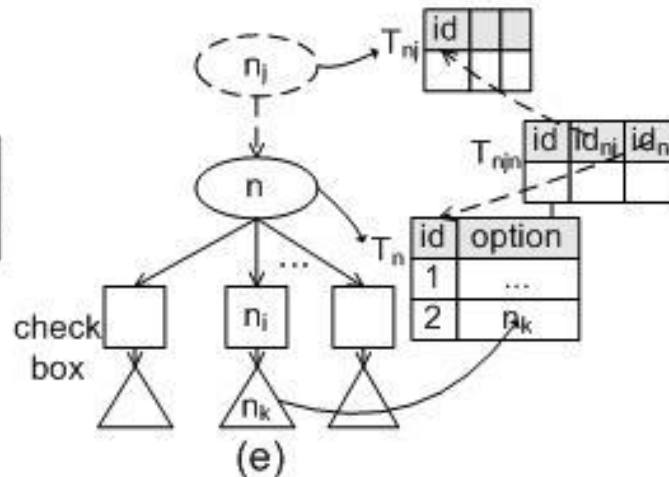 n_j
T_nj
id
T_njn
id id_nj id_n
n
T_n
id option
1 ...
2 n_k
...
n_i
check
box
n_k
(e)